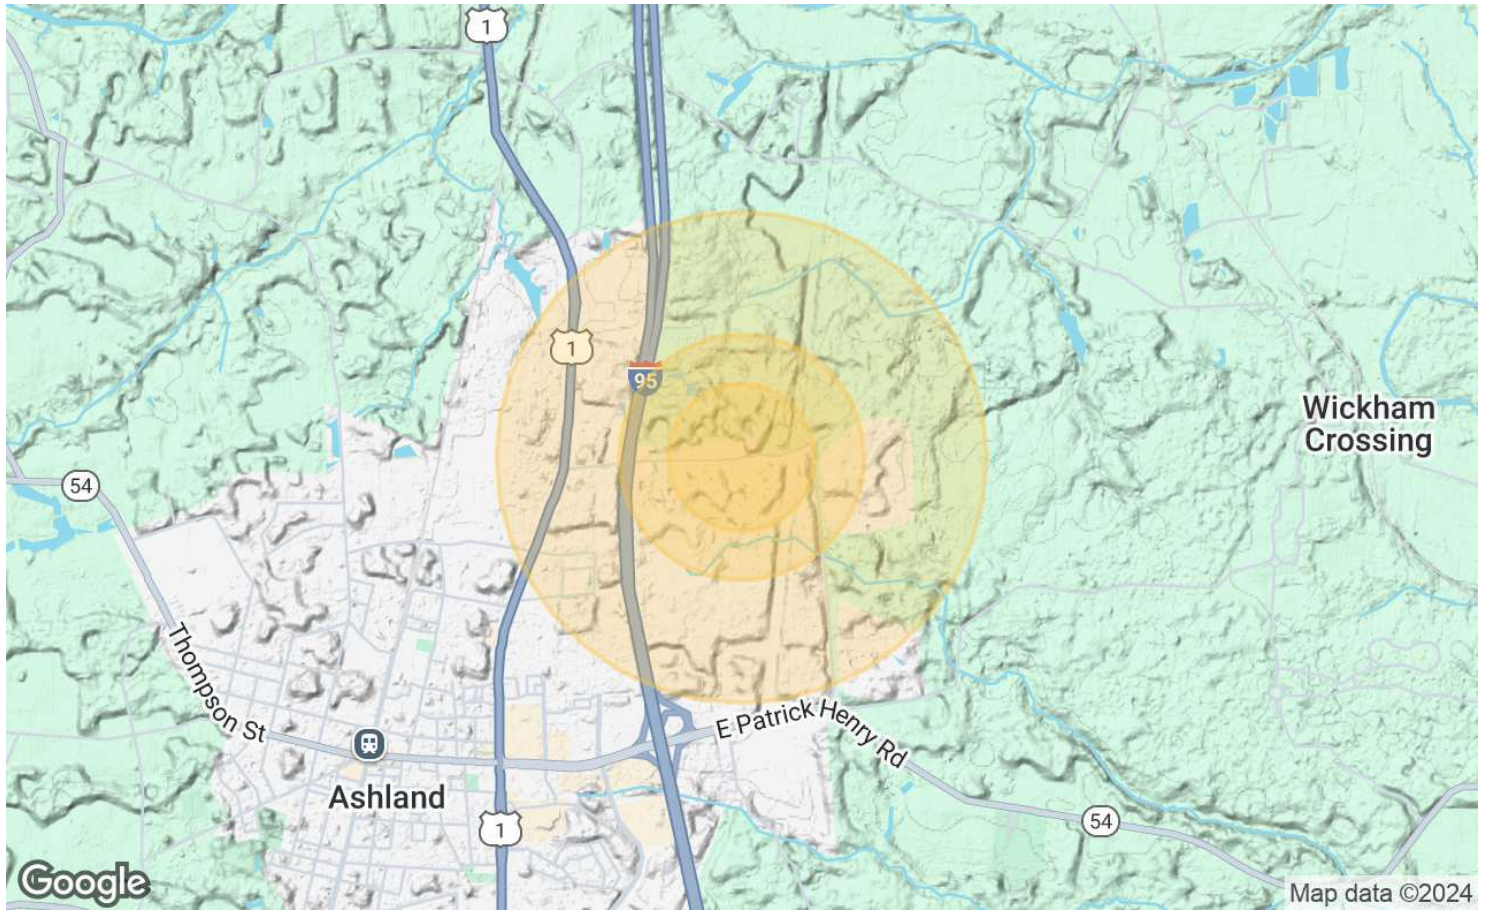 1
1
95
Wickham
Crossing
54
Thompson St
E Patrick Henry Rd
Ashland
1
54
Google
Map data ©2024